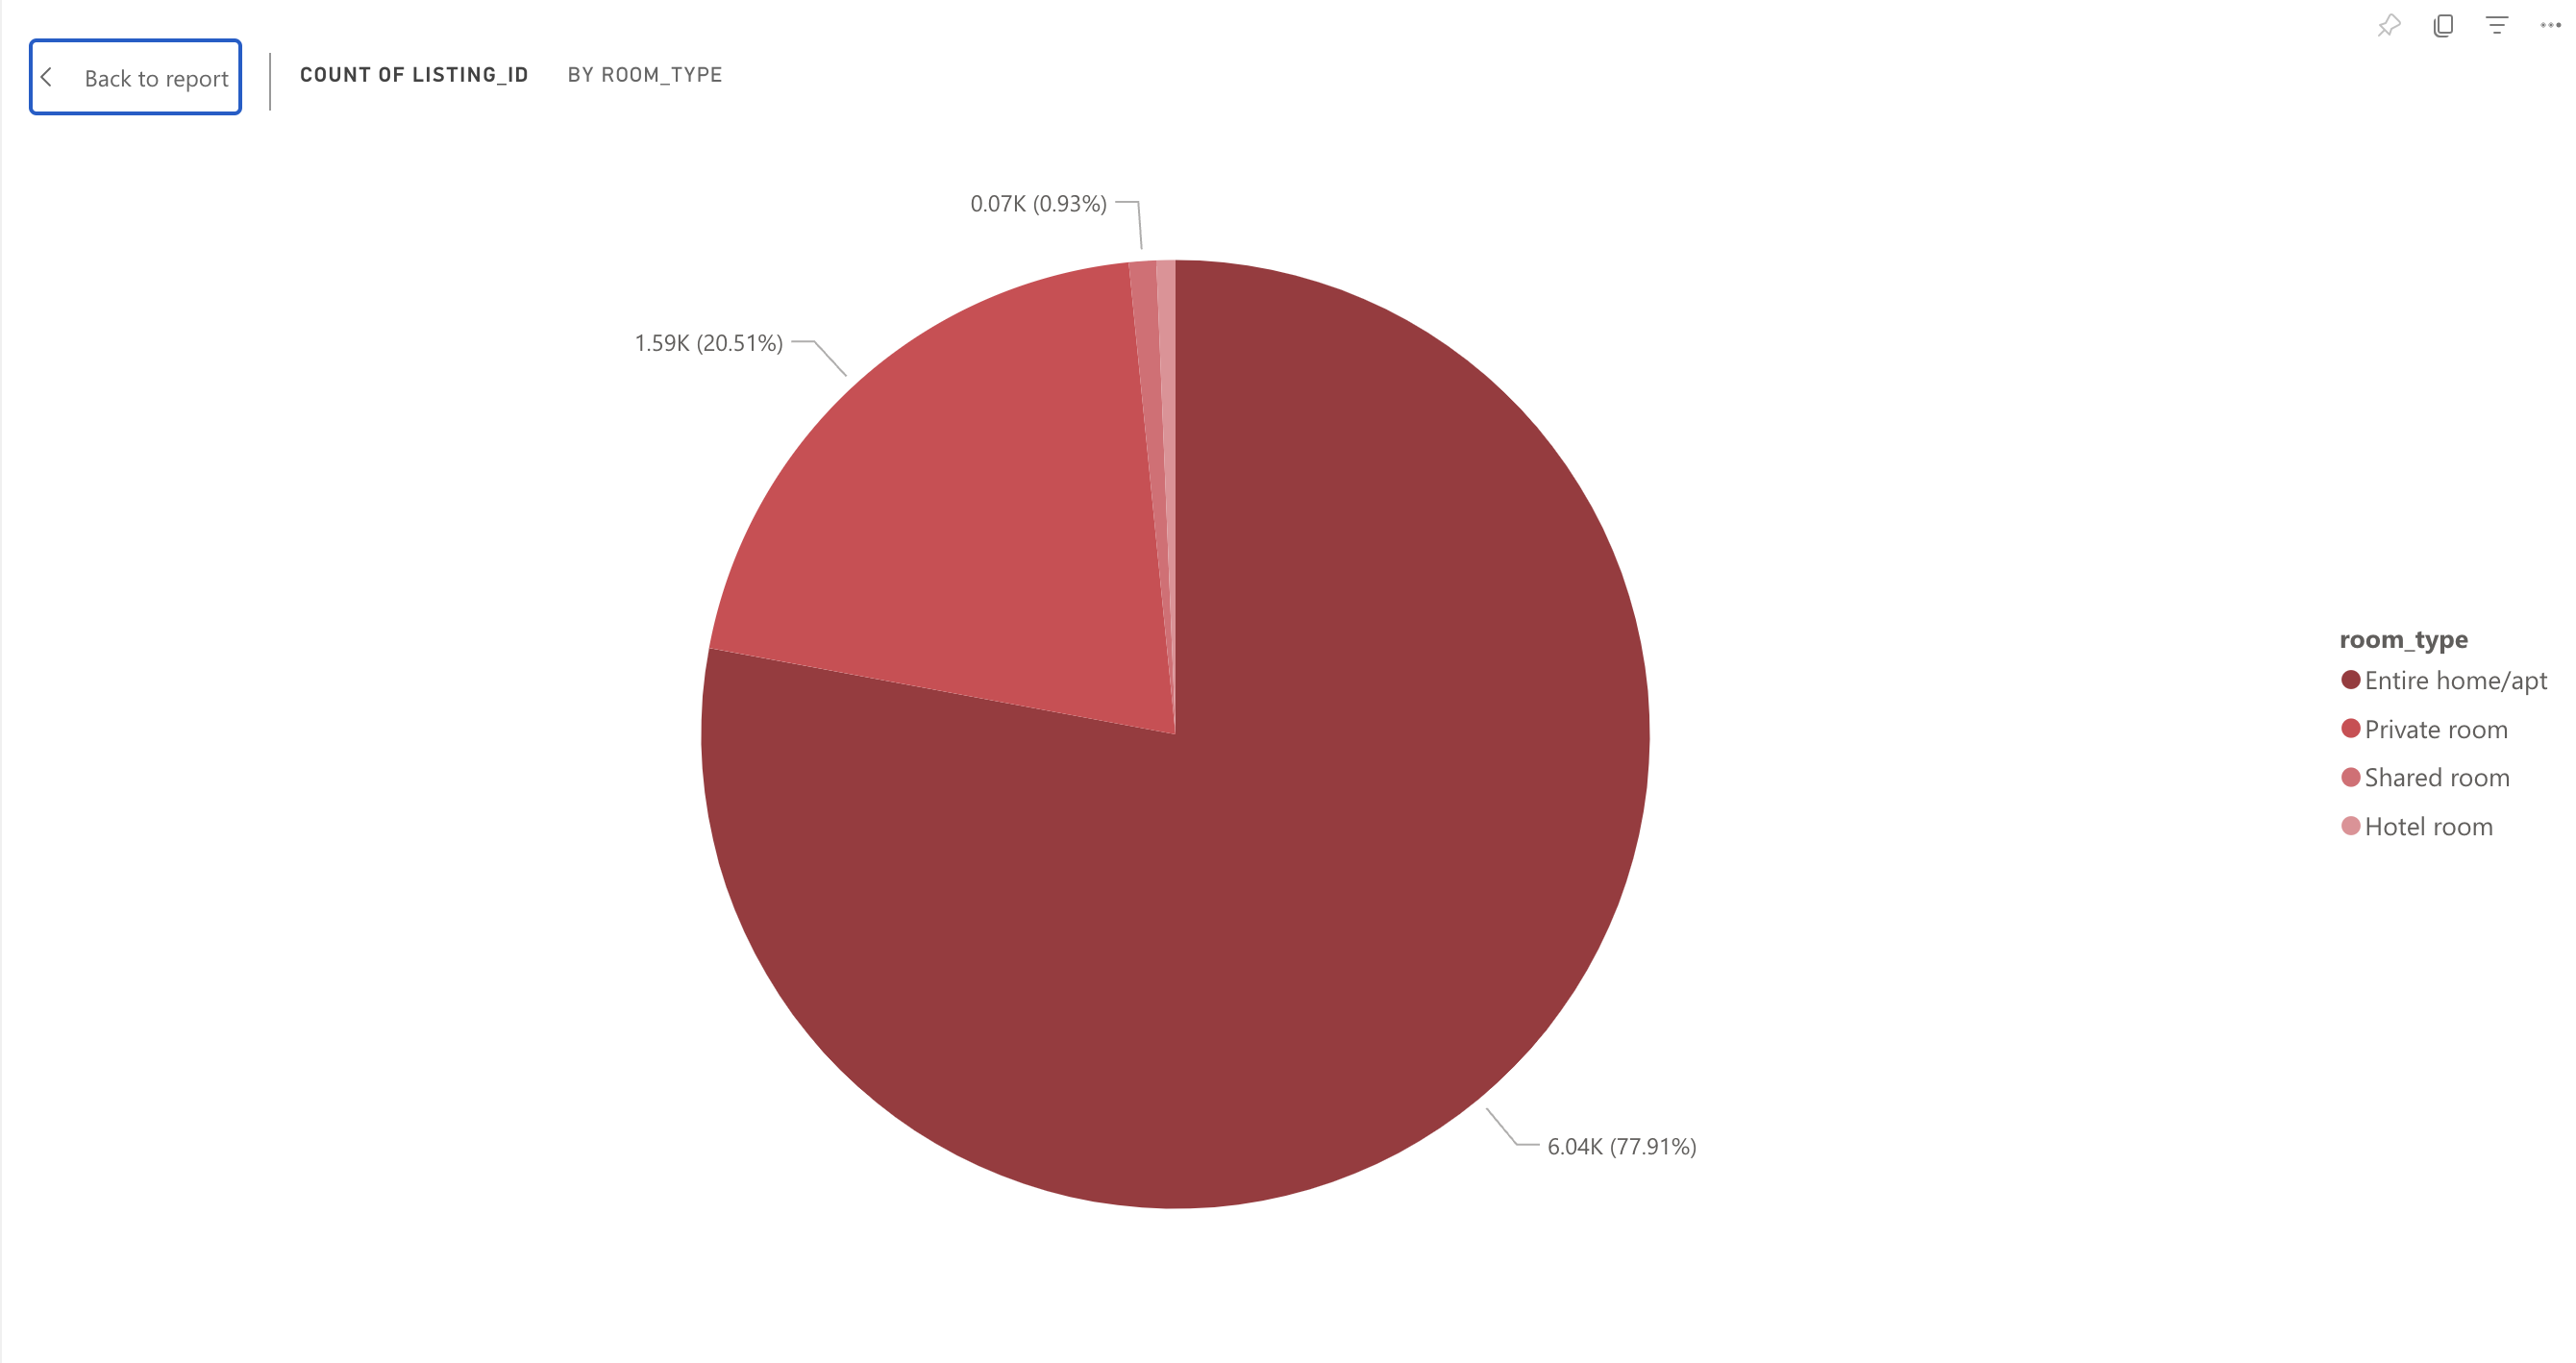 Back to report
COUNT OF LISTING_ID BY ROOM_TYPE
0.07K (0.93%)
1.59K (20.51%)
6.04K (77.91%)
room_type
Entire home/apt
Private room
Shared room
Hotel room